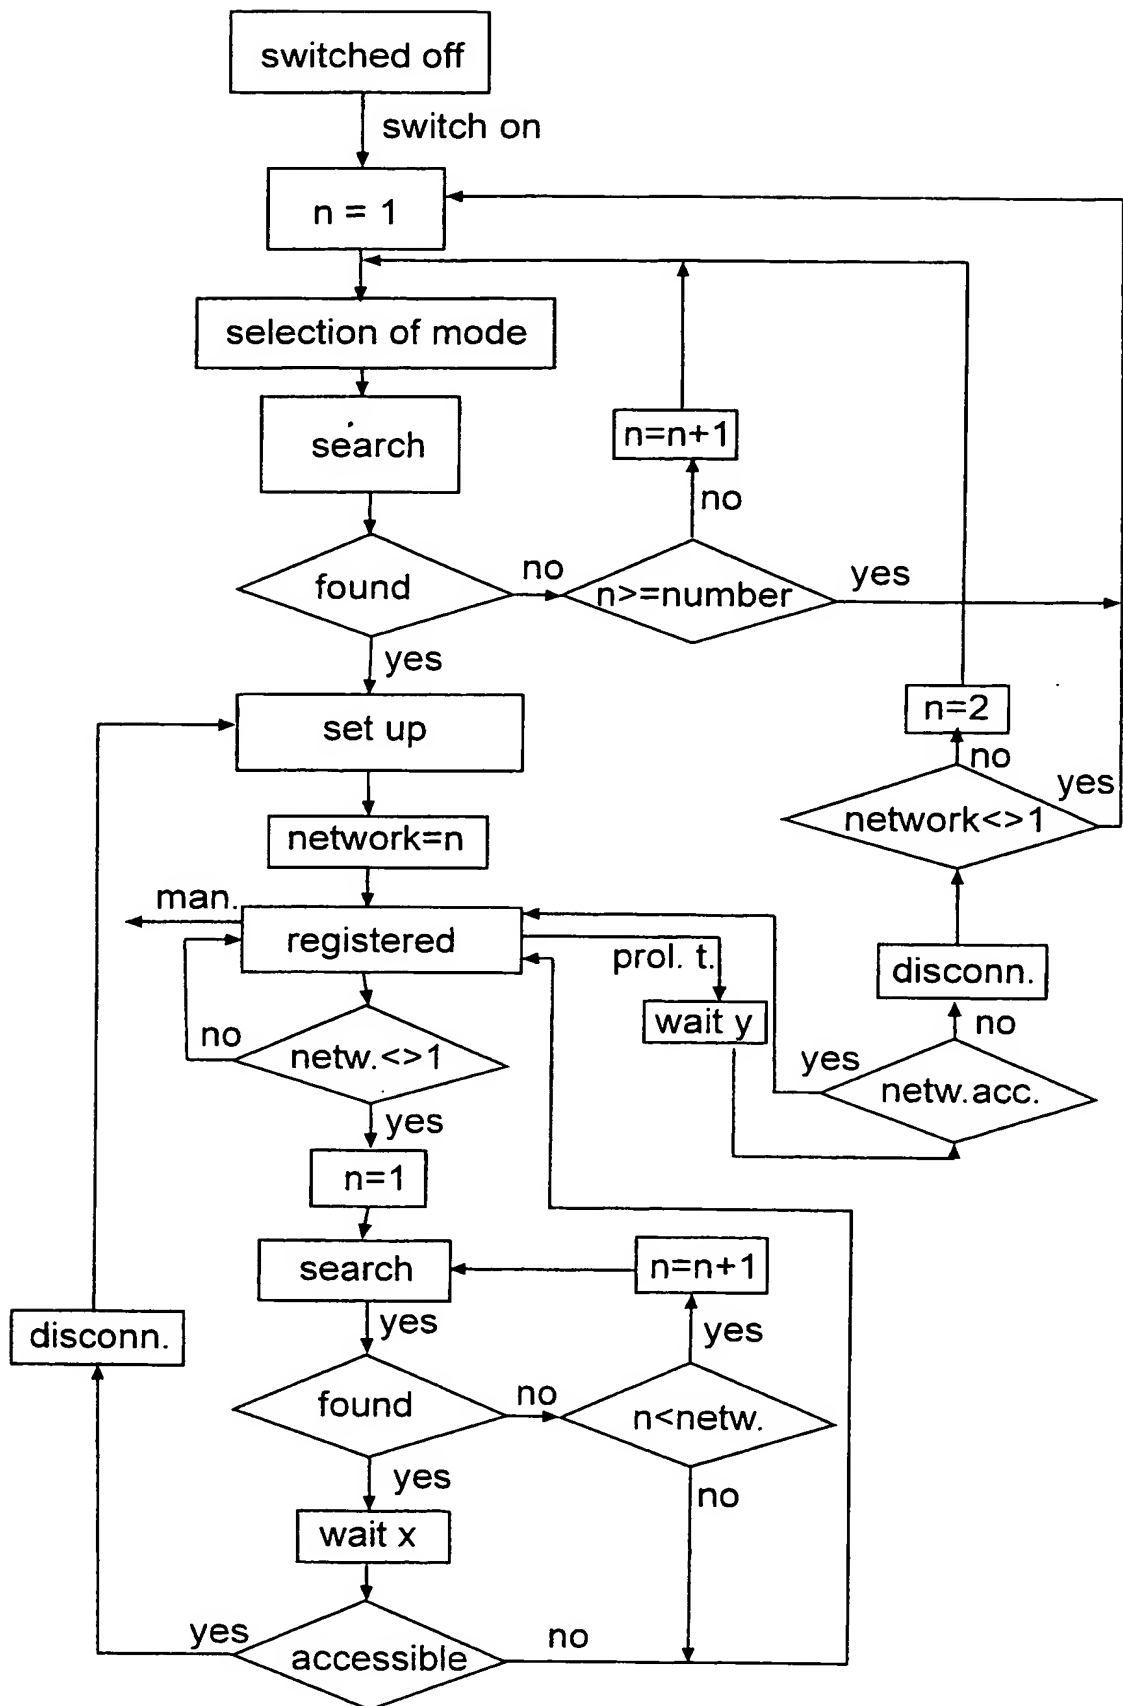 switched off
switch on
n = 1
selection of mode
search
n=n+1
no
found
no
n>=number
yes
yes
set up
n=2
no
yes
network<>1
network=n
man.
registered
prol. t.
disconn.
wait y
no
no
netw.<>1
yes
netw.acc.
yes
n=1
search
n=n+1
yes
yes
disconn.
found
no
n<netw.
yes
no
wait x
yes
accessible
no